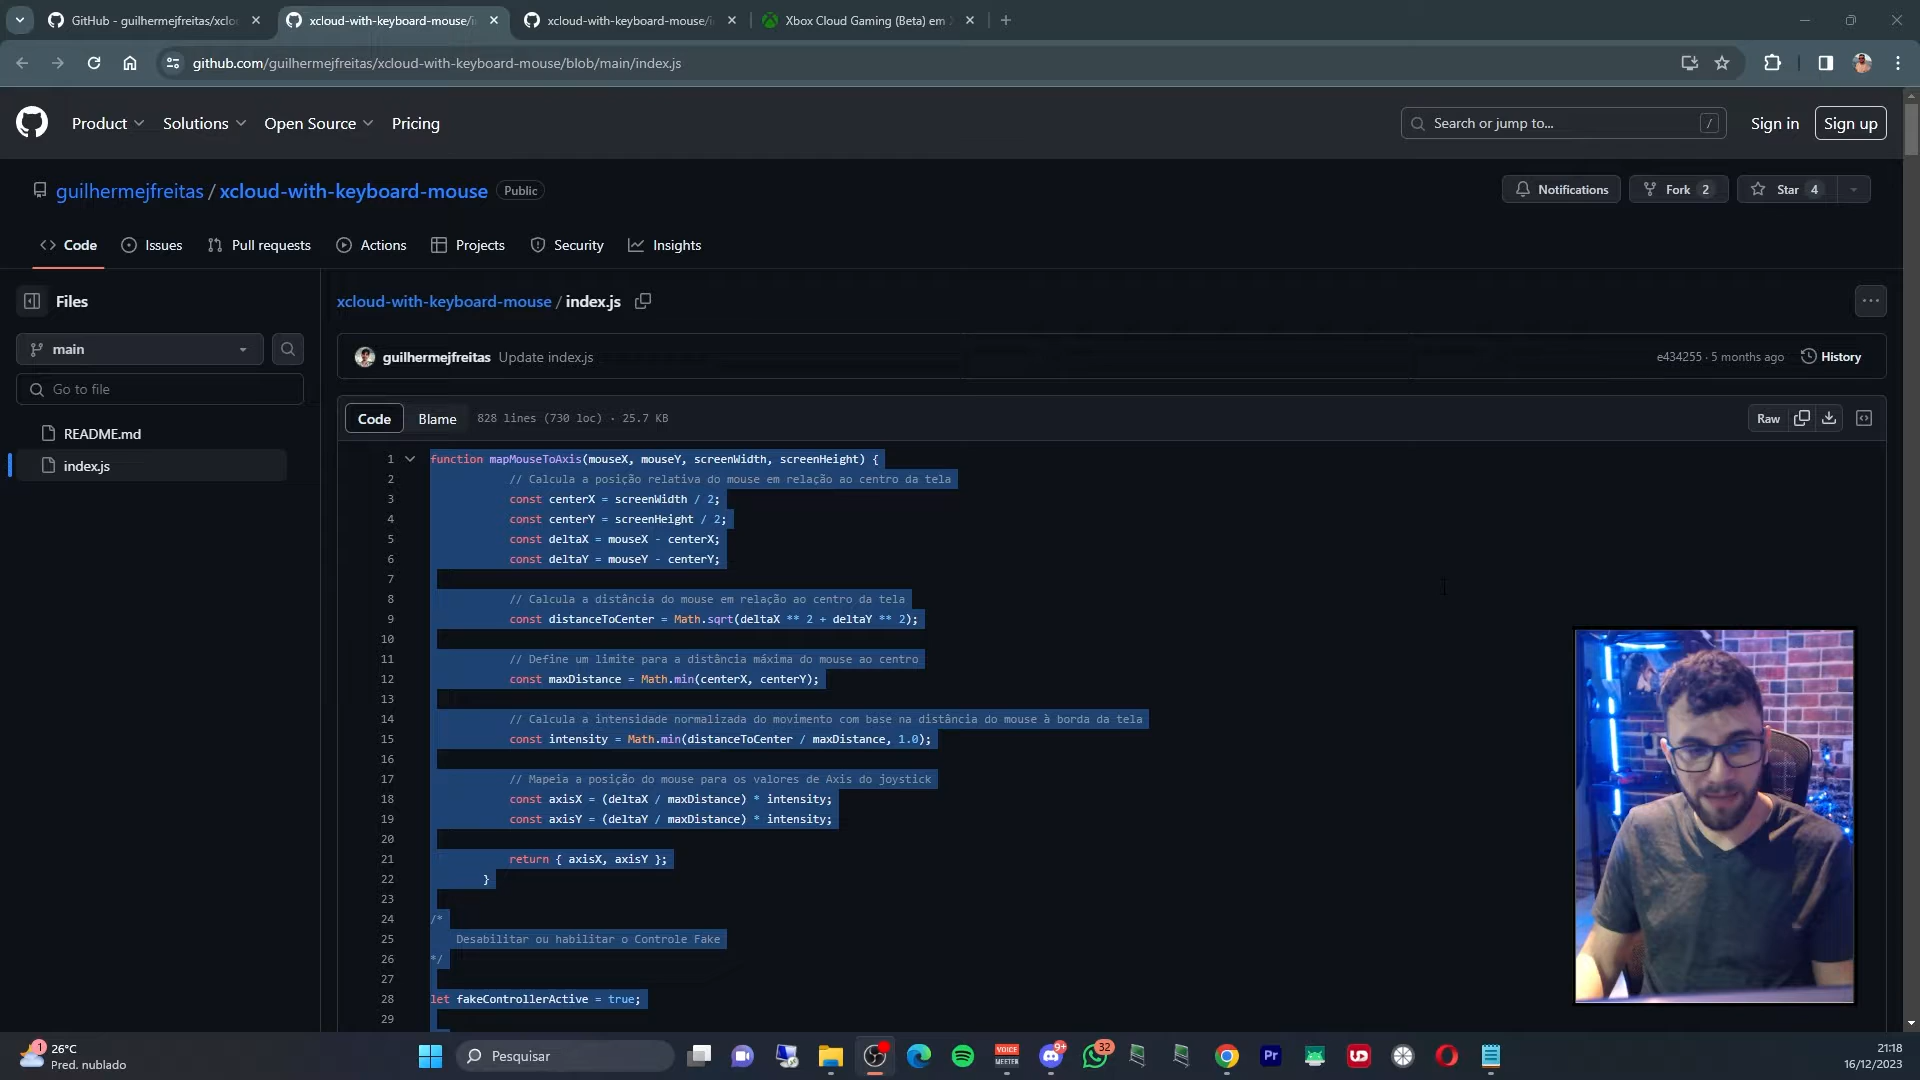 GitHub - guilhermejfreitas/xclo
xcloud-with-keyboard-mouse/i
xcloud-with-keyboard-mouse/i
Xbox Cloud Gaming (Beta) em
github.com/guilhermejfreitas/xcloud-with-keyboard-mouse/blob/main/index.js
Product
Solutions
Open Source
Pricing
Search or jump to...
/
Sign in
Sign up
guilhermejfreitas / xcloud-with-keyboard-mouse
Public
Notifications
Fork 2
Star 4
Code
Issues
Pull requests
Actions
Projects
Security
Insights
Files
main
Go to file
README.md
index.js
xcloud-with-keyboard-mouse / index.js
guilhermejfreitas Update index.js
e434255 · 5 months ago
History
Code
Blame
828 lines (730 loc) · 25.7 KB
Raw
1 function mapMouseToAxis(mouseX, mouseY, screenWidth, screenHeight) {
2 // Calcula a posição relativa do mouse em relação ao centro da tela
3 const centerX = screenWidth / 2;
4 const centerY = screenHeight / 2;
5 const deltaX = mouseX - centerX;
6 const deltaY = mouseY - centerY;
7
8 // Calcula a distância do mouse em relação ao centro da tela
9 const distanceToCenter = Math.sqrt(deltaX ** 2 + deltaY ** 2);
10
11 // Define um limite para a distância máxima do mouse ao centro
12 const maxDistance = Math.min(centerX, centerY);
13
14 // Calcula a intensidade normalizada do movimento com base na distância do mouse à borda da tela
15 const intensity = Math.min(distanceToCenter / maxDistance, 1.0);
16
17 // Mapeia a posição do mouse para os valores de Axis do joystick
18 const axisX = (deltaX / maxDistance) * intensity;
19 const axisY = (deltaY / maxDistance) * intensity;
20
21 return { axisX, axisY };
22 }
23
24 /*
25 Desabilitar ou habilitar o Controle Fake
26 */
27
28 let fakeControllerActive = true;
29
1
26°C
Pred. nublado
Pesquisar
VOICE
MEETER
9+
32
Pr
UD
21:18
16/12/2023